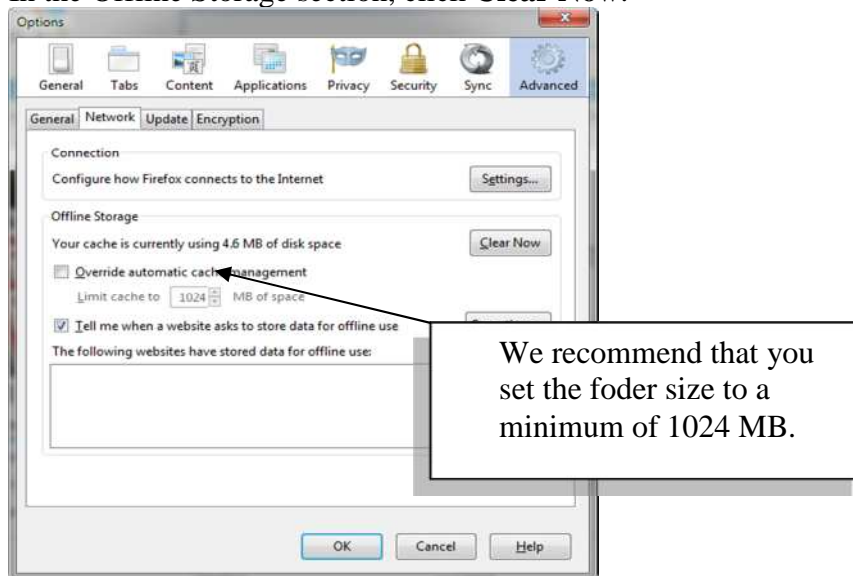 In the Offline Storage section, click Clear Now.
Options
General Tabs Content Applications Privacy Security Sync Advanced
General Network Update Encryption
Connection
Configure how Firefox connects to the Internet Settings...
Offline Storage
Your cache is currently using 4.6 MB of disk space Clear Now
Override automatic cache management
Limit cache to 1024 MB of space
Tell me when a website asks to store data for offline use
The following websites have stored data for offline use:
We recommend that you
set the foder size to a
minimum of 1024 MB.
OK Cancel Help